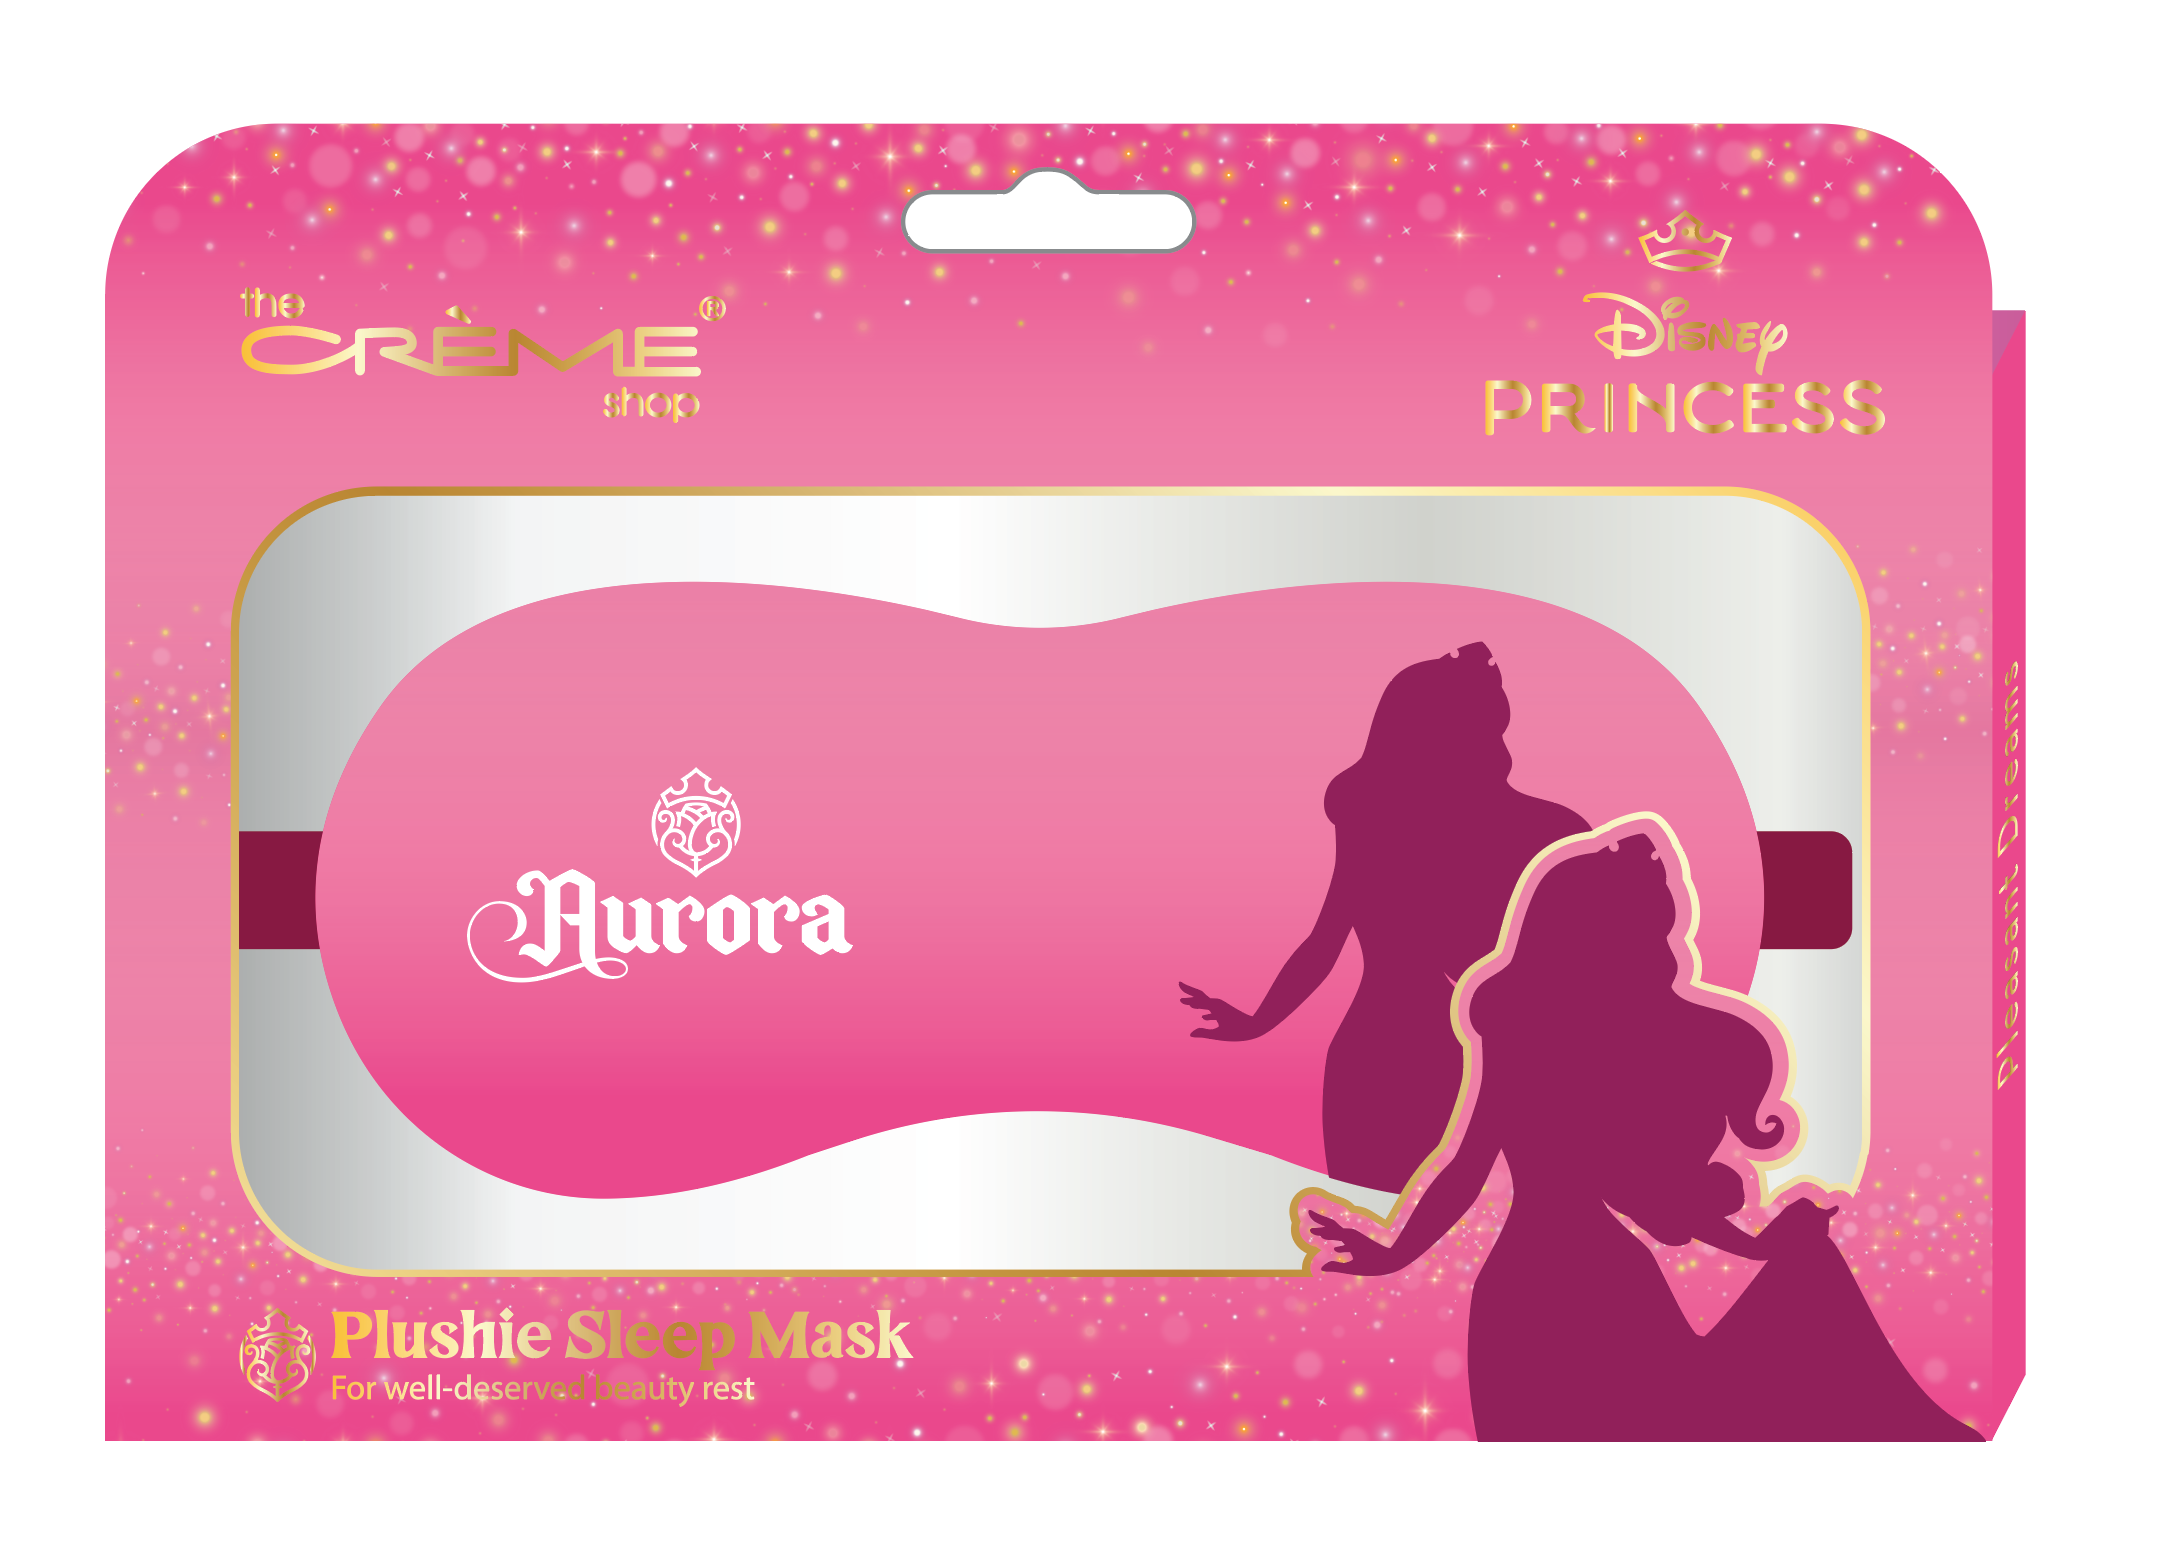 the
CRÈME®
shop
Disney
PRINCESS
Aurora
Pleasant Dreams
Plushie Sleep Mask
For well-deserved beauty rest